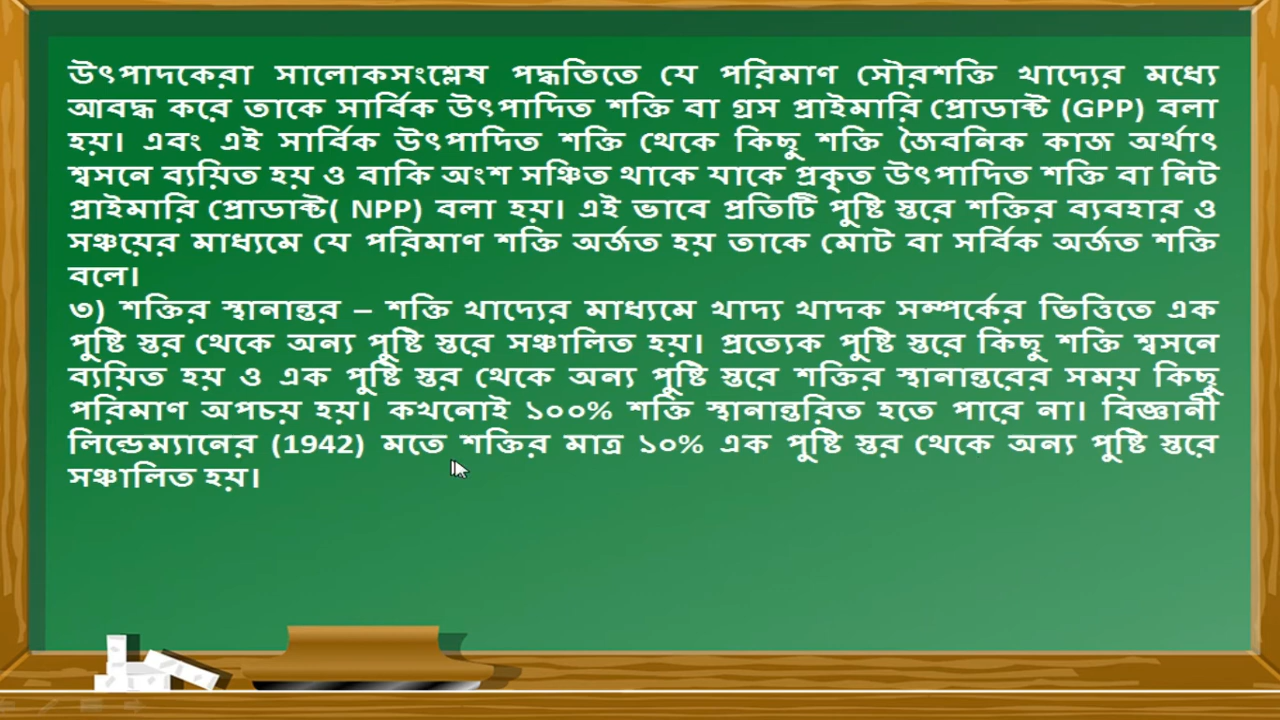 উৎপাদকেরা সালোকসংশ্লেষ পদ্ধতিতে যে পরিমাণ সৌরশক্তি খাদ্যের মধ্যে
আবদ্ধ করে তাকে সার্বিক উৎপাদিত শক্তি বা গ্রস প্রাইমারি প্রোডাক্ট (GPP) বলা
হয়। এবং এই সার্বিক উৎপাদিত শক্তি থেকে কিছু শক্তি জৈবনিক কাজ অর্থাৎ
শ্বসনে ব্যয়িত হয় ও বাকি অংশ সঞ্চিত থাকে যাকে প্রকৃত উৎপাদিত শক্তি বা নিট
প্রাইমারি প্রোডাক্ট( NPP) বলা হয়। এই ভাবে প্রতিটি পুষ্টি স্তরে শক্তির ব্যবহার ও
সঞ্চয়ের মাধ্যমে যে পরিমাণ শক্তি অর্জত হয় তাকে মোট বা সর্বিক অর্জত শক্তি
বলে।
৩) শক্তির স্থানান্তর – শক্তি খাদ্যের মাধ্যমে খাদ্য খাদক সম্পর্কের ভিত্তিতে এক
পুষ্টি স্তর থেকে অন্য পুষ্টি স্তরে সঞ্চালিত হয়। প্রত্যেক পুষ্টি স্তরে কিছু শক্তি শ্বসনে
ব্যয়িত হয় ও এক পুষ্টি স্তর থেকে অন্য পুষ্টি স্তরে শক্তির স্থানান্তরের সময় কিছু
পরিমাণ অপচয় হয়। কখনোই ১০০% শক্তি স্থানান্তরিত হতে পারে না। বিজ্ঞানী
লিন্ডেম্যানের (1942) মতে শক্তির মাত্র ১০% এক পুষ্টি স্তর থেকে অন্য পুষ্টি স্তরে
সঞ্চালিত হয়।